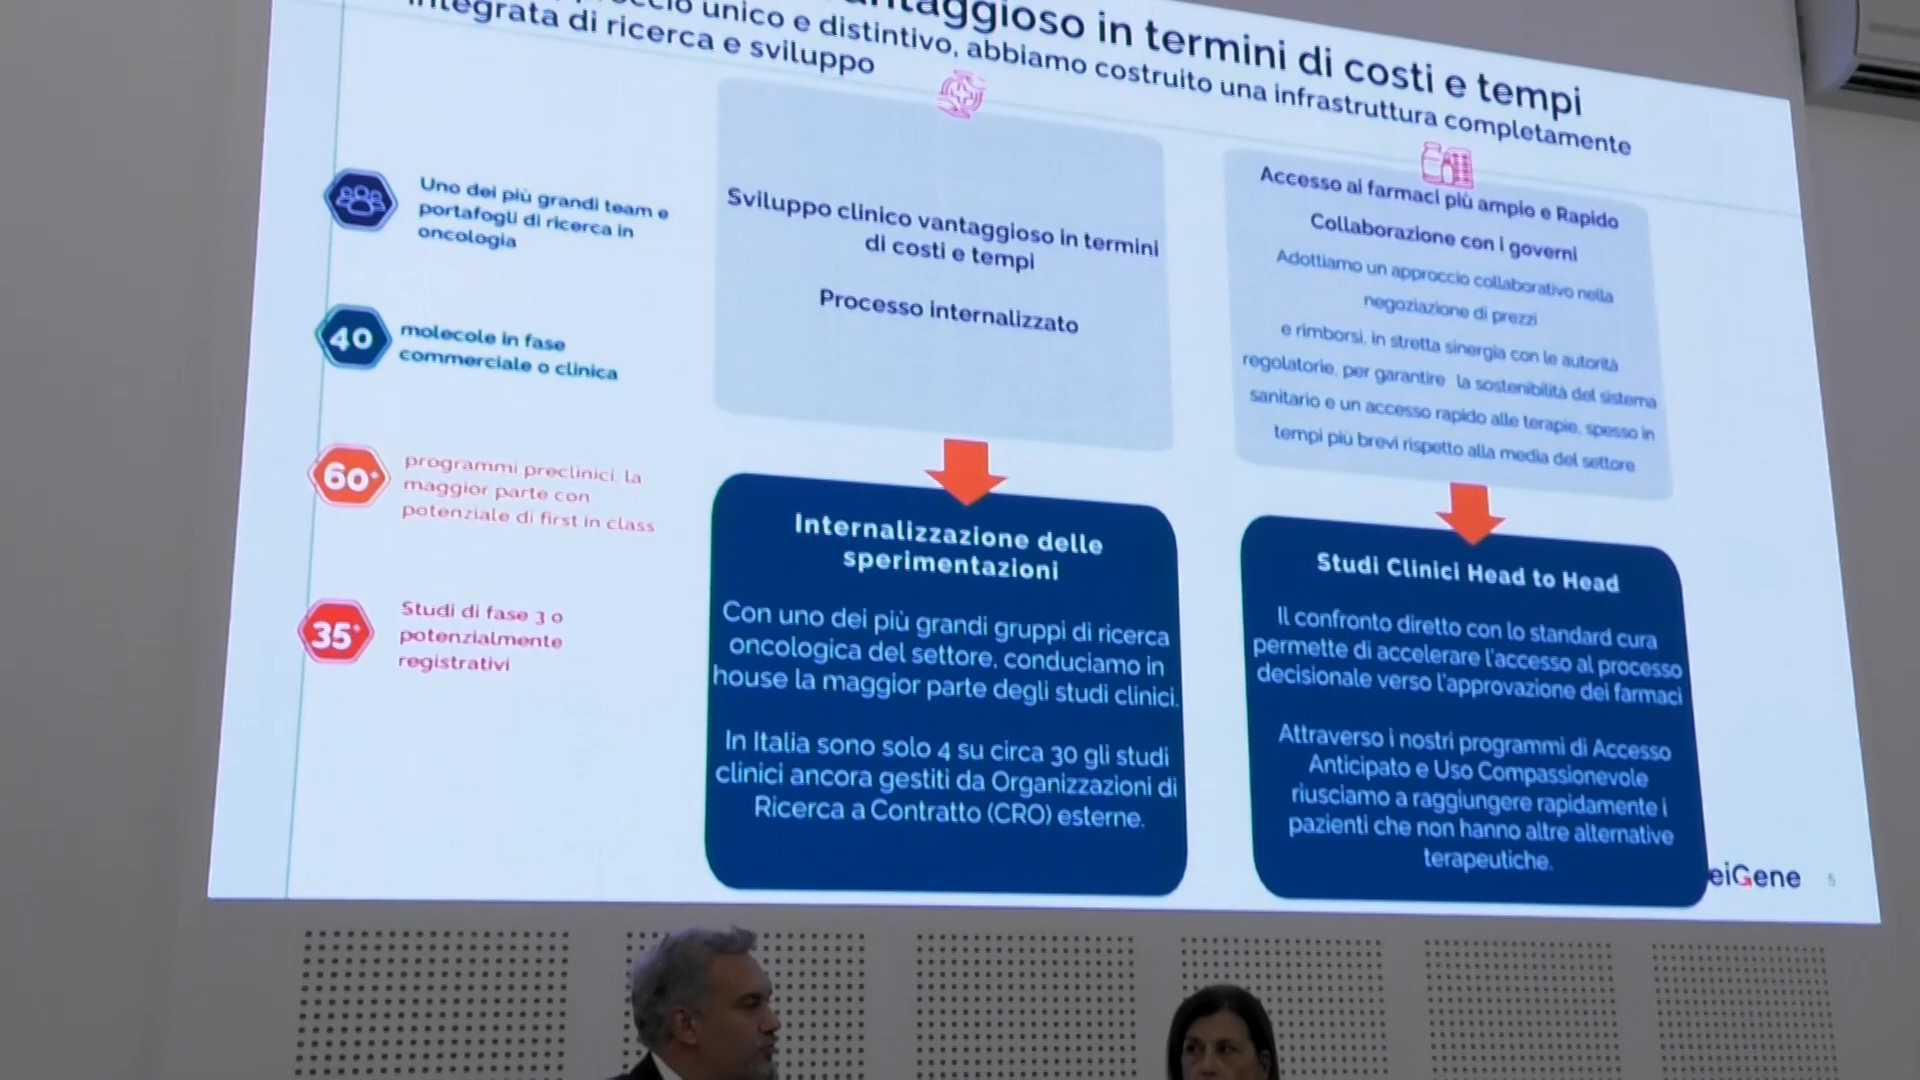 vantaggioso in termini di costi e tempi
unico e distintivo, abbiamo costruito una infrastruttura completamente
integrata di ricerca e sviluppo
Uno dei più grandi team e
portafogli di ricerca in
oncologia
40
molecole in fase
commerciale o clinica
60+
programmi preclinici, la
maggior parte con
potenziale di first in class
35+
Studi di fase 3 o
potenzialmente
registrativi
Sviluppo clinico vantaggioso in termini
di costi e tempi
Processo internalizzato
Internalizzazione delle
sperimentazioni
Con uno dei più grandi gruppi di ricerca
oncologica del settore, conduciamo in
house la maggior parte degli studi clinici.
In Italia sono solo 4 su circa 30 gli studi
clinici ancora gestiti da Organizzazioni di
Ricerca a Contratto (CRO) esterne.
Accesso ai farmaci più ampio e Rapido
Collaborazione con i governi
Adottiamo un approccio collaborativo nella
negoziazione di prezzi
e rimborsi, in stretta sinergia con le autorità
regolatorie, per garantire la sostenibilità del sistema
sanitario e un accesso rapido alle terapie, spesso in
tempi più brevi rispetto alla media del settore
Studi Clinici Head to Head
Il confronto diretto con lo standard cura
permette di accelerare l'accesso al processo
decisionale verso l'approvazione dei farmaci
Attraverso i nostri programmi di Accesso
Anticipato e Uso Compassionevole
riusciamo a raggiungere rapidamente i
pazienti che non hanno altre alternative
terapeutiche.
eiGene